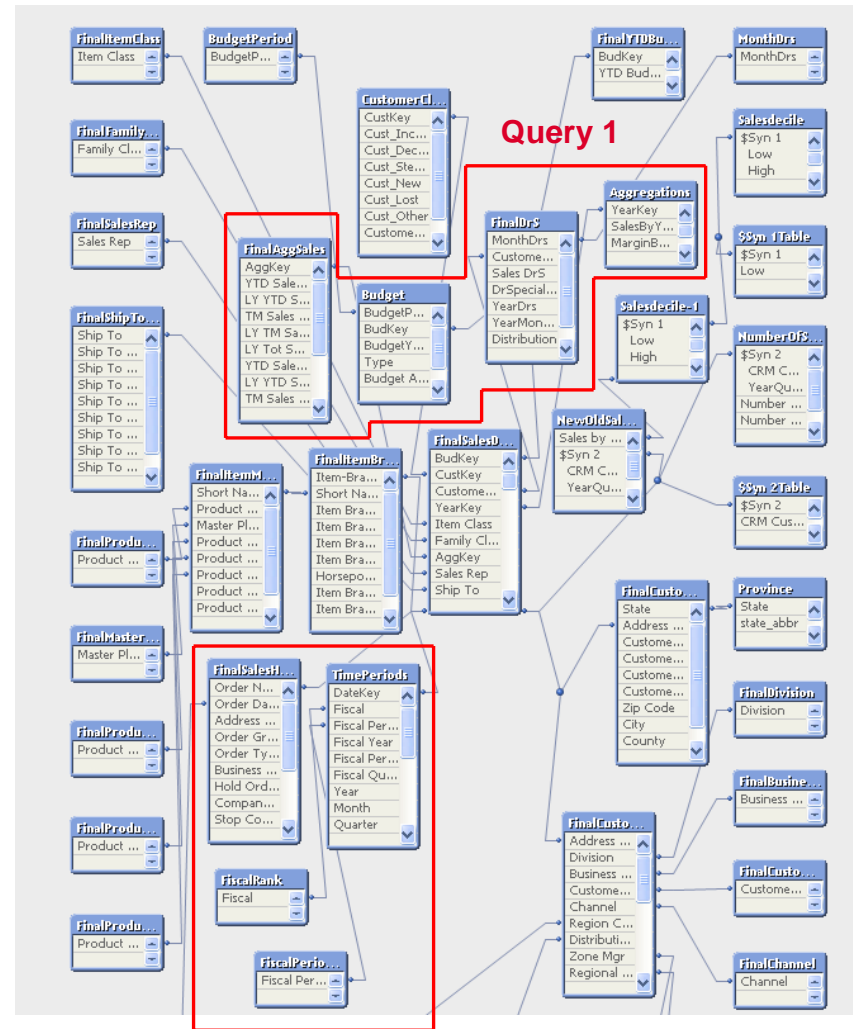 FinalItemClass
Item Class
BudgetPeriod
BudgetP...
FinalYTDBu...
BudKey
YTD Bud...
MonthDrs
MonthDrs
CustomerCl...
CustKey
Cust_Inc...
Cust_Dec...
Cust_Ste...
Cust_New
Cust_Lost
Cust_Other
Custome...
Query 1
Salesdecile
$Syn 1
Low
High
FinalFamily...
Family Cl...
FinalSalesRep
Sales Rep
FinalAggSales
AggKey
YTD Sale...
LY YTD S...
TM Sales ...
LY TM Sa...
LY Tot S...
YTD Sale...
LY YTD S...
TM Sales ...
FinalDrS
MonthDrs
Custome...
Sales DrS
DrSpecial...
YearDrs
YearMon...
Distribution
Aggregations
YearKey
SalesByY...
MarginB...
$Syn 1Table
$Syn 1
Low
Budget
BudgetP...
BudKey
BudgetY...
Type
Budget A...
Salesdecile-1
$Syn 1
Low
High
FinalShipTo...
Ship To
Ship To ...
Ship To ...
Ship To ...
Ship To ...
Ship To ...
Ship To ...
Ship To ...
Ship To ...
NumberOfS...
$Syn 2
CRM C...
YearQu...
Number ...
Number ...
NewOldSal...
Sales by ...
$Syn 2
CRM C...
YearQu...
FinalSalesD...
BudKey
CustKey
Custome...
YearKey
Item Class
Family Cl...
AggKey
Sales Rep
Ship To
FinalItemBr...
Item-Bra...
Short Na...
Item Bra...
Item Bra...
Item Bra...
Item Bra...
Item Bra...
Horsepo...
Item Bra...
Item Bra...
FinalItemM...
Short Na...
Product ...
Master Pl...
Product ...
Product ...
Product ...
Product ...
Product ...
$Syn 2Table
$Syn 2
CRM Cus...
FinalProdu...
Product ...
FinalCusto...
State
Address ...
Custome...
Custome...
Custome...
Custome...
Zip Code
City
County
Province
State
state_abbr
FinalMaster...
Master Pl...
FinalSalesH...
Order N...
Order Da...
Address ...
Order Gr...
Order Ty...
Business ...
Hold Ord...
Compan...
Stop Co...
TimePeriods
DateKey
Fiscal
Fiscal Per...
Fiscal Year
Fiscal Per...
Fiscal Qu...
Year
Month
Quarter
FinalDivision
Division
FinalProdu...
Product ...
FinalBusine...
Business ...
FinalProdu...
Product ...
FinalCusto...
Address ...
Division
Business ...
Custome...
Channel
Region C...
Distributi...
Zone Mgr
Regional ...
FinalCusto...
Custome...
FiscalRank
Fiscal
FinalProdu...
Product ...
FiscalPerio...
Fiscal Per...
FinalChannel
Channel